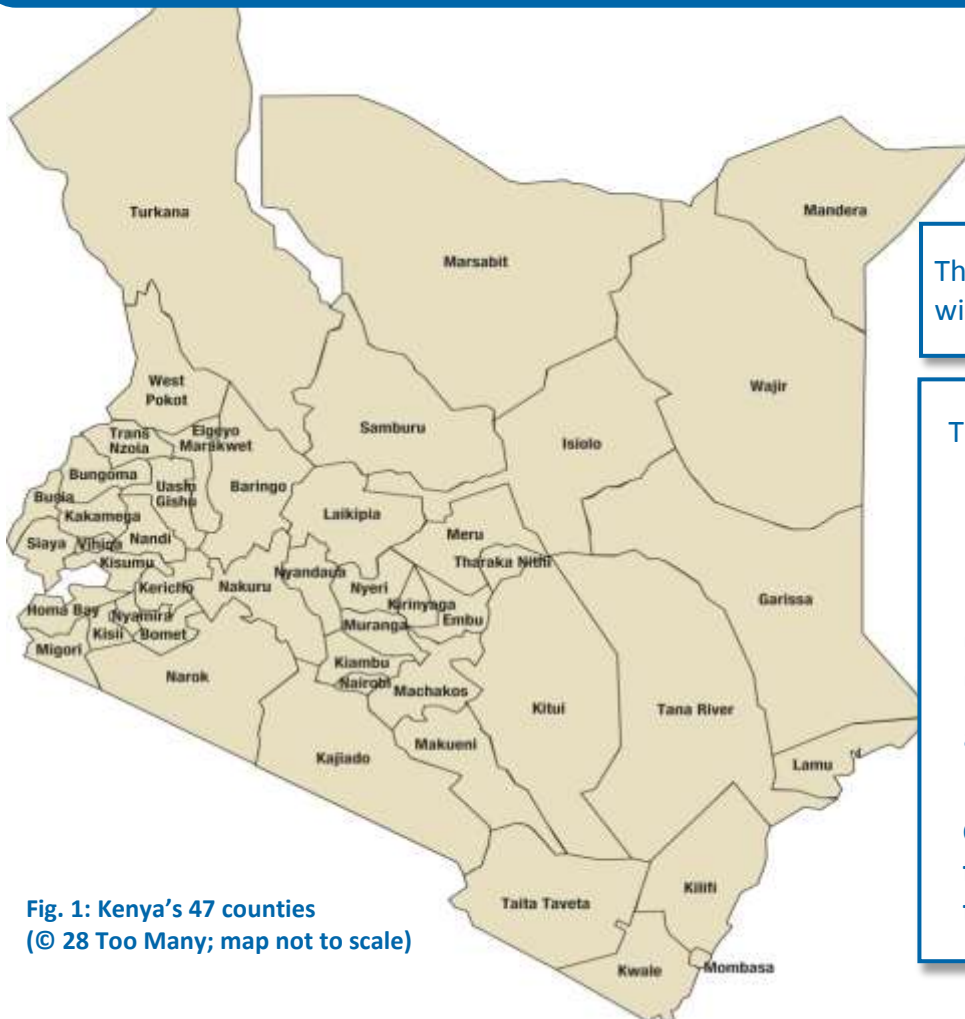 Turkana
Marsabit
Mandera
Th
wi
West
Pokot
Wajir
T
Samburu
Isiolo
Trans
Nzoia
Elgeyo
Marakwet
Bungoma
Uashi
Gishu
Baringo
Busia
Kakamega
Laikipia
Siaya
Vihiga
Nandi
Meru
Kisumu
Tharaka Nithi
Kericho
Nakuru
Nyandaua
Nyeri
Garissa
Homa Bay
Nyamira
Kirinyaga
Embu
Kisii
Bomet
Muranga
Migori
Narok
Kiambu
Nairobi
Machakos
Kitui
Tana River
Kajiado
Makueni
Lamu
Taita Taveta
Kilifi
Kwale
Mombasa
Fig. 1: Kenya's 47 counties
(© 28 Too Many; map not to scale)